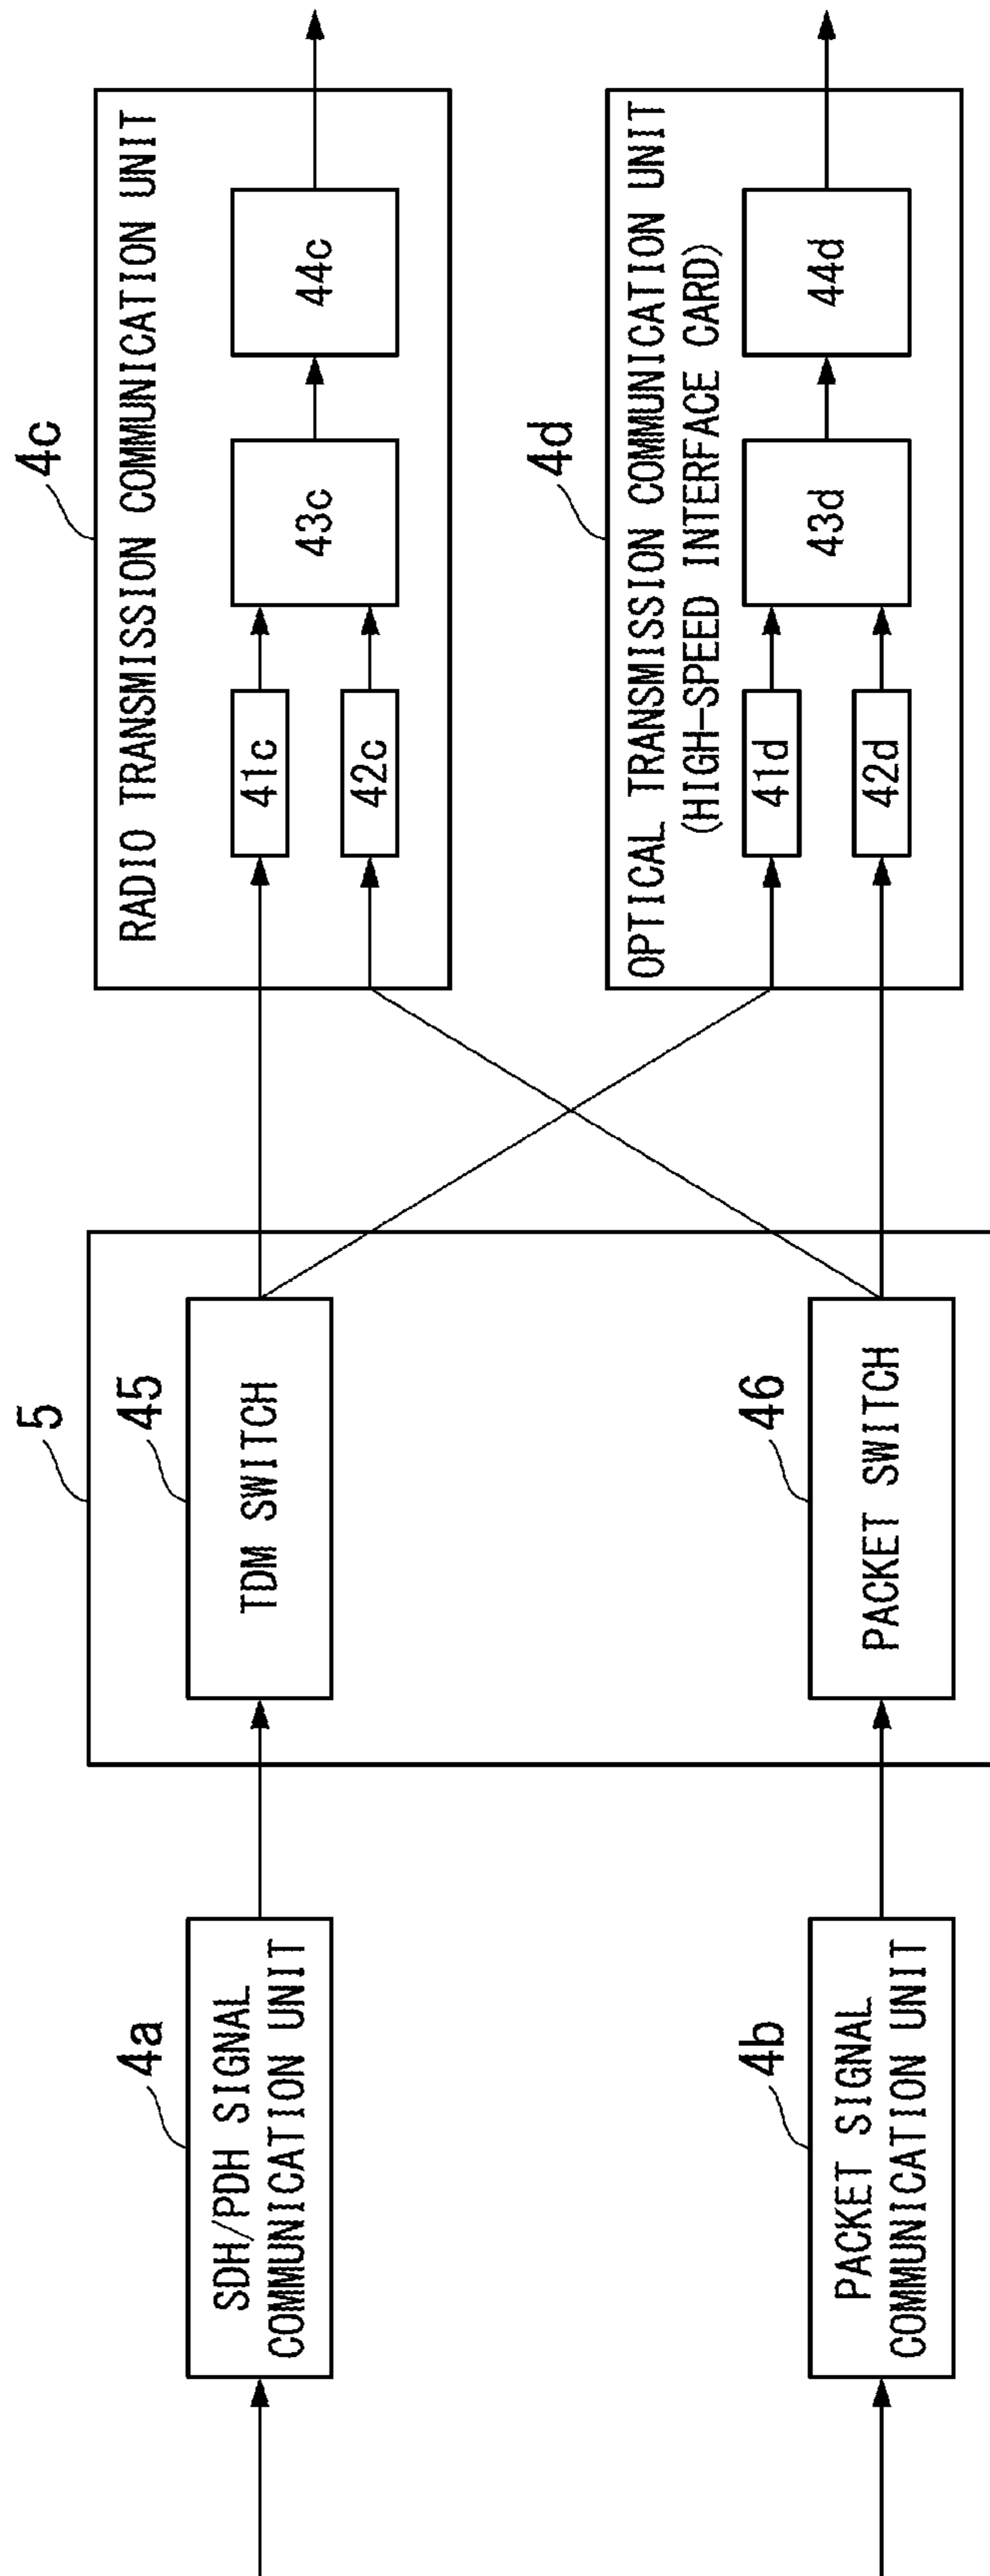 4a
SDH/PDH SIGNAL
COMMUNICATION UNIT
4b
PACKET SIGNAL
COMMUNICATION UNIT
5
45
TDM SWITCH
46
PACKET SWITCH
4c
RADIO TRANSMISSION COMMUNICATION UNIT
41c
42c
43c
44c
4d
OPTICAL TRANSMISSION COMMUNICATION UNIT
(HIGH-SPEED INTERFACE CARD)
41d
42d
43d
44d